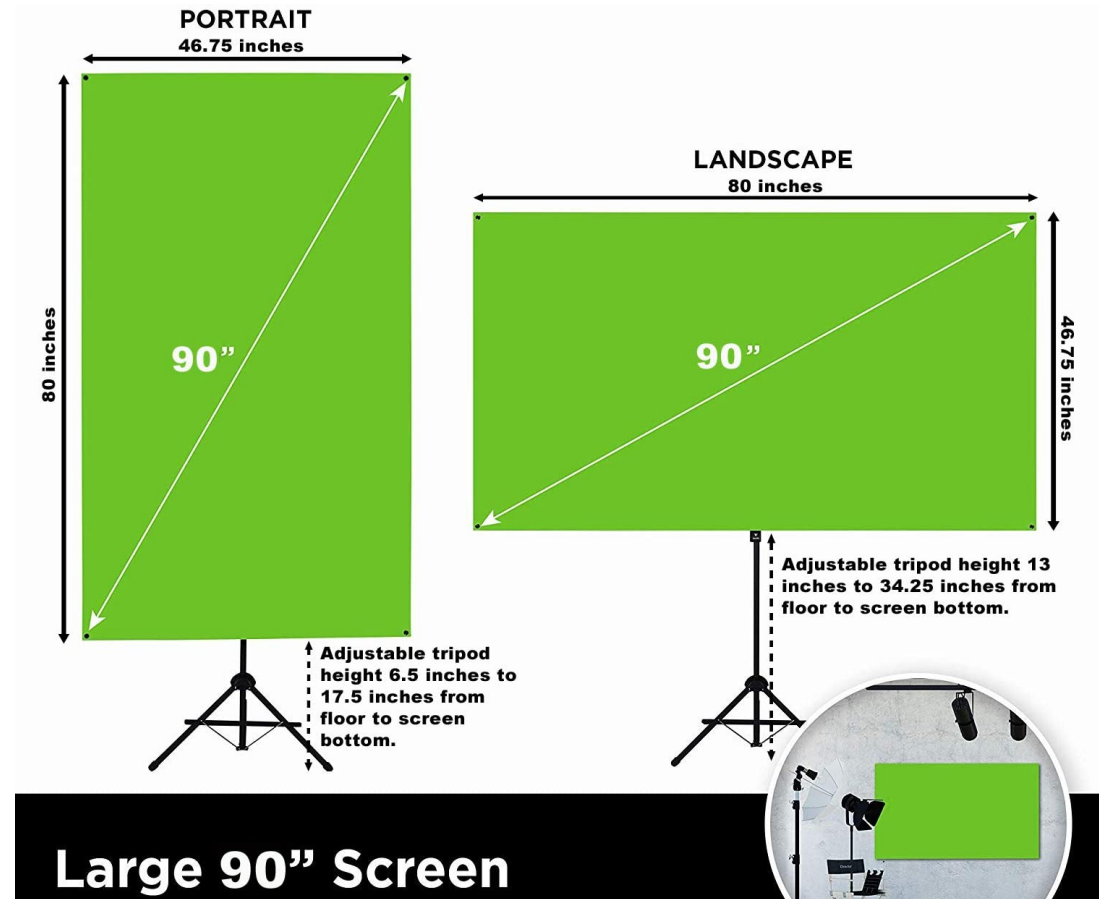 PORTRAIT
46.75 inches
80 inches
90”
Adjustable tripod
height 6.5 inches to
17.5 inches from
floor to screen
bottom.
LANDSCAPE
80 inches
46.75 inches
90”
Adjustable tripod height 13
inches to 34.25 inches from
floor to screen bottom.
Large 90” Screen